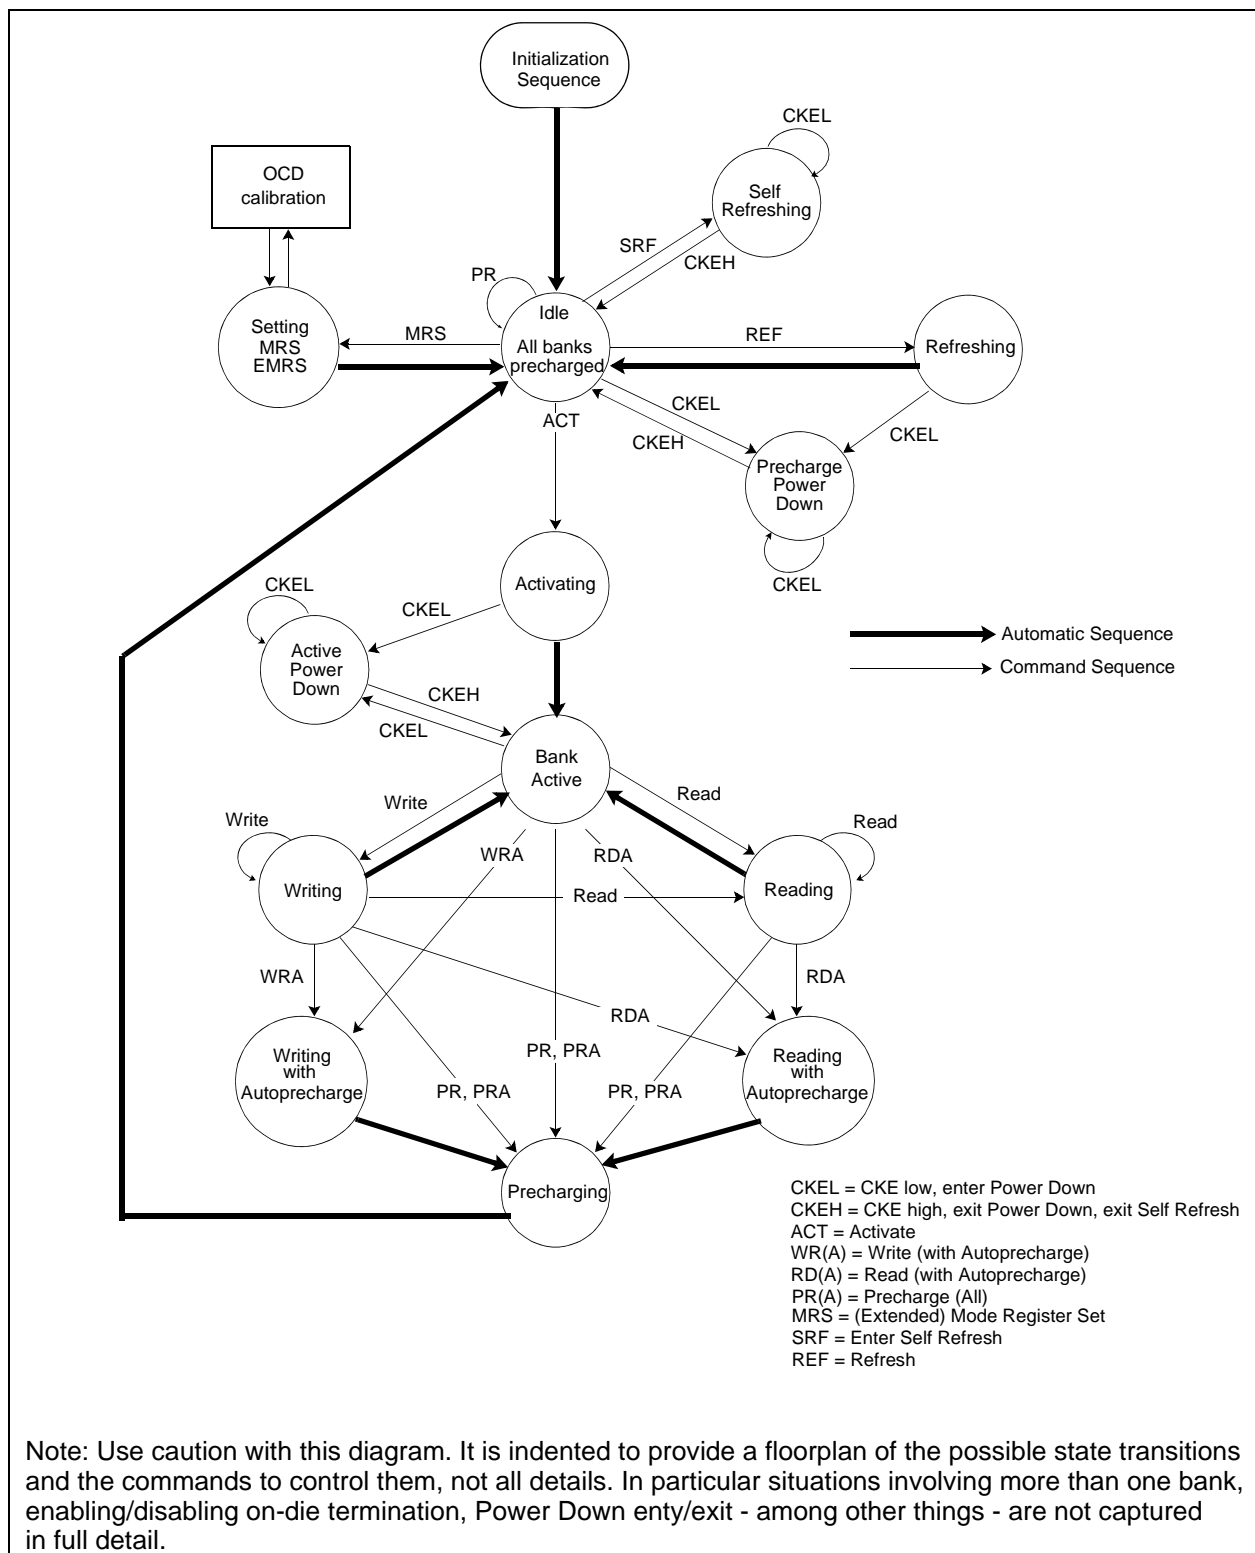 Initialization
Sequence
CKEL
OCD
calibration
Self
Refreshing
SRF
CKEH
PR
Idle
All banks
precharged
Setting
MRS
EMRS
MRS
REF
Refreshing
CKEL
CKEH
ACT
CKEL
Precharge
Power
Down
CKEL
Activating
CKEL
CKEL
Active
Power
Down
Automatic Sequence
Command Sequence
CKEH
CKEL
Bank
Active
Write
Read
Write
Read
WRA
RDA
Writing
Read
Reading
WRA
RDA
RDA
Writing
with
Autoprecharge
PR, PRA
Reading
with
Autoprecharge
PR, PRA
PR, PRA
Precharging
CKEL = CKE low, enter Power Down
CKEH = CKE high, exit Power Down, exit Self Refresh
ACT = Activate
WR(A) = Write (with Autoprecharge)
RD(A) = Read (with Autoprecharge)
PR(A) = Precharge (All)
MRS = (Extended) Mode Register Set
SRF = Enter Self Refresh
REF = Refresh
Note: Use caution with this diagram. It is indented to provide a floorplan of the possible state transitions
and the commands to control them, not all details. In particular situations involving more than one bank,
enabling/disabling on-die termination, Power Down enty/exit - among other things - are not captured
in full detail.